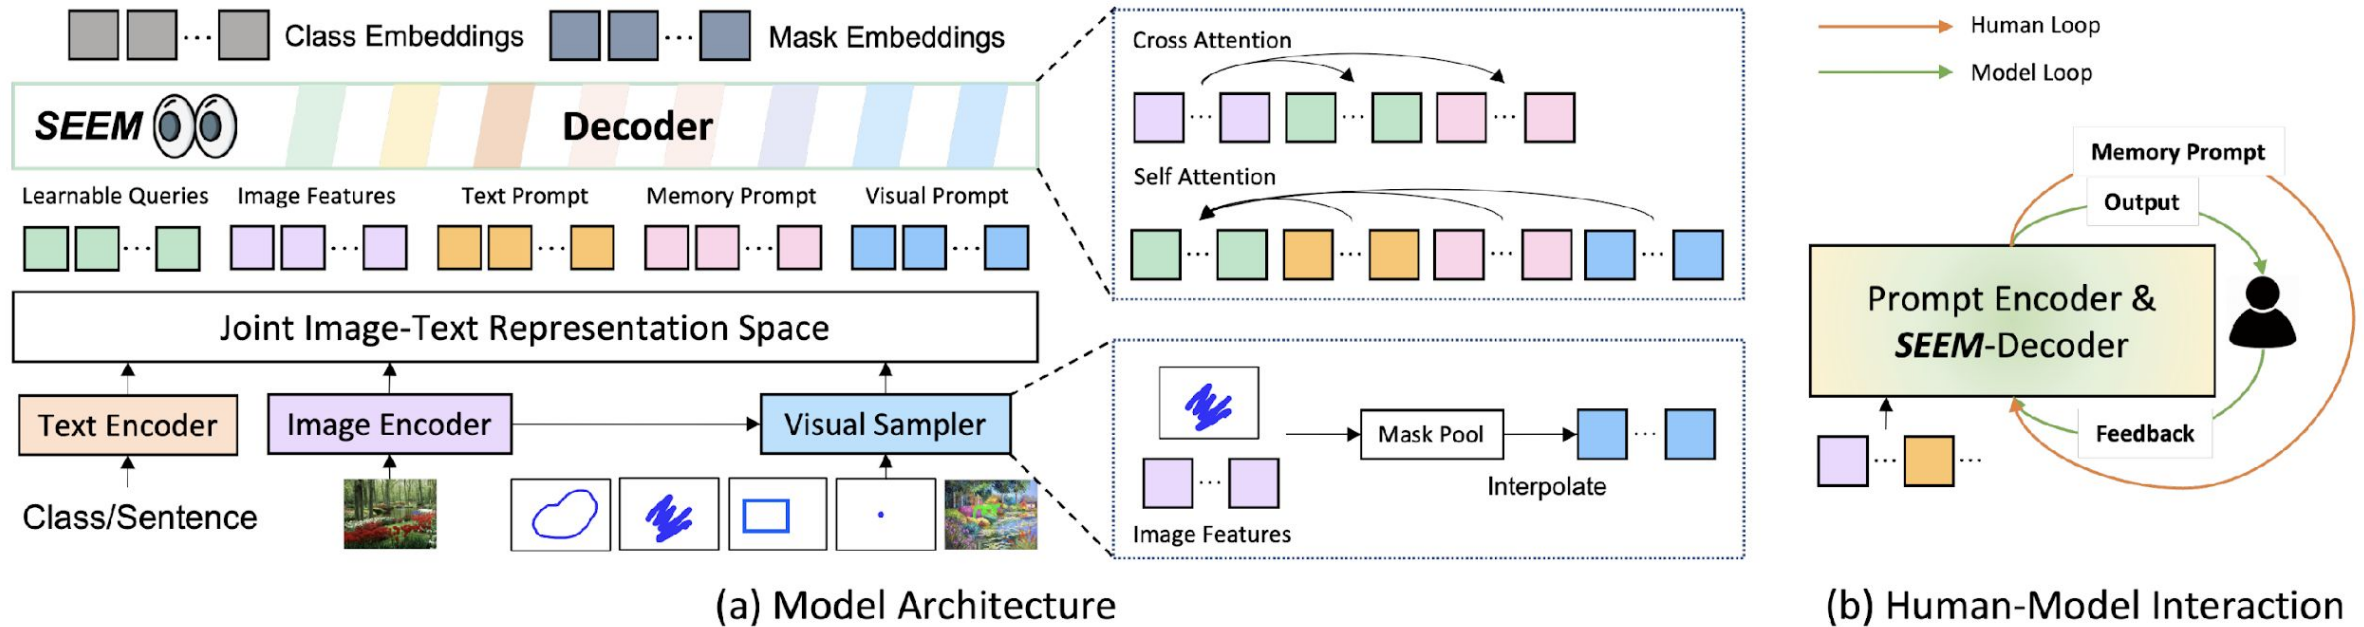 Class Embeddings
Mask Embeddings
SEEM
Decoder
Learnable Queries
Image Features
Text Prompt
Memory Prompt
Visual Prompt
Joint Image-Text Representation Space
Text Encoder
Image Encoder
Visual Sampler
Class/Sentence
Cross Attention
Self Attention
Mask Pool
Interpolate
Image Features
(a) Model Architecture
Human Loop
Model Loop
Memory Prompt
Output
Prompt Encoder &
SEEM-Decoder
Feedback
(b) Human-Model Interaction